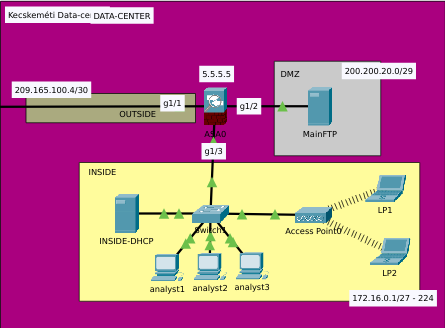 Kecskeméti Data-ce
DATA-CENTER
5.5.5.5
DMZ
200.200.20.0/29
209.165.100.4/30
g1/1
g1/2
OUTSIDE
ASA0
MainFTP
g1/3
INSIDE
LP1
INSIDE-DHCP
Switch1
Access Point0
LP2
analyst1
analyst2
analyst3
172.16.0.1/27 - 224